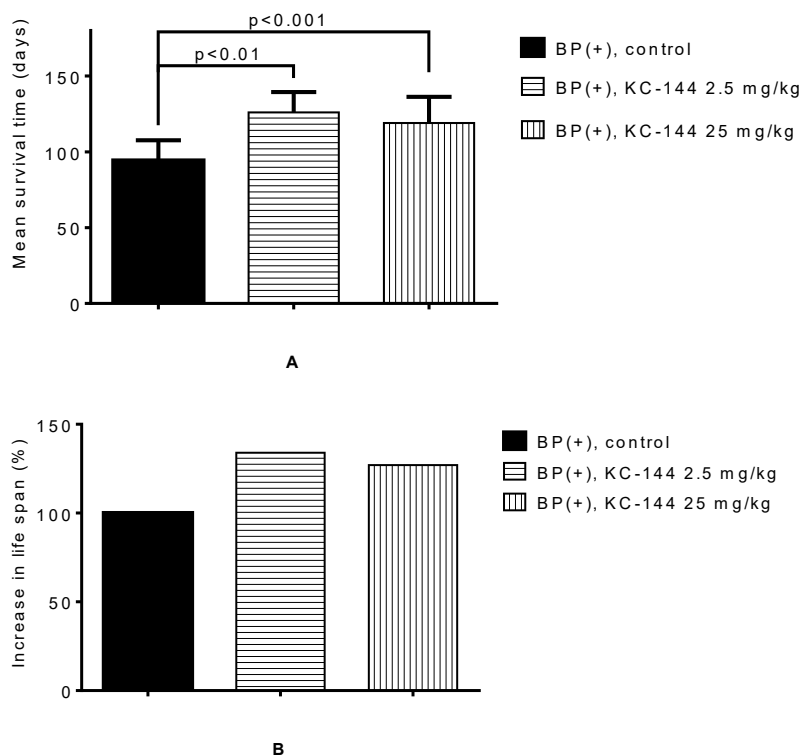 p<0.001
p<0.01
Mean survival time (days)
150
100
50
0
BP(+), control
BP(+), KC-144 2.5 mg/kg
BP(+), KC-144 25 mg/kg
A
Increase in life span (%)
150
100
50
0
BP(+), control
BP(+), KC-144 2.5 mg/kg
BP(+), KC-144 25 mg/kg
B